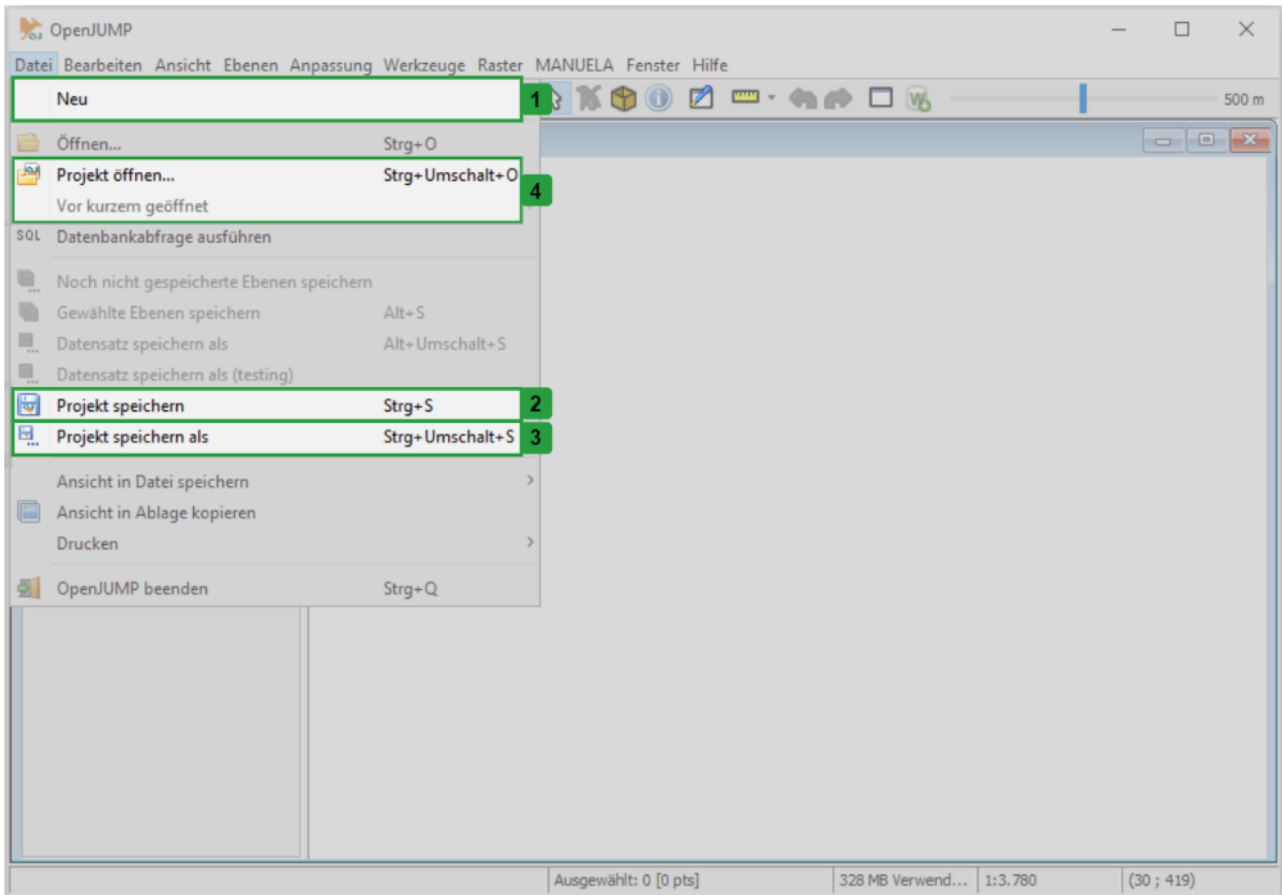 OpenJUMP
Datei Bearbeiten Ansicht Ebenen Anpassung Werkzeuge Raster MANUELA Fenster Hilfe
Neu 1
500 m
Öffnen... Strg+O
Projekt öffnen... Strg+Umschalt+O
4
Vor kurzem geöffnet
SQL Datenbankabfrage ausführen
Noch nicht gespeicherte Ebenen speichern
Gewählte Ebenen speichern Alt+S
Datensatz speichern als Alt+Umschalt+S
Datensatz speichern als (testing)
Projekt speichern Strg+S 2
Projekt speichern als Strg+Umschalt+S 3
Ansicht in Datei speichern
Ansicht in Ablage kopieren
Drucken
OpenJUMP beenden Strg+Q
Ausgewählt: 0 [0 pts] 328 MB Verwend... 1:3.780 (30 ; 419)